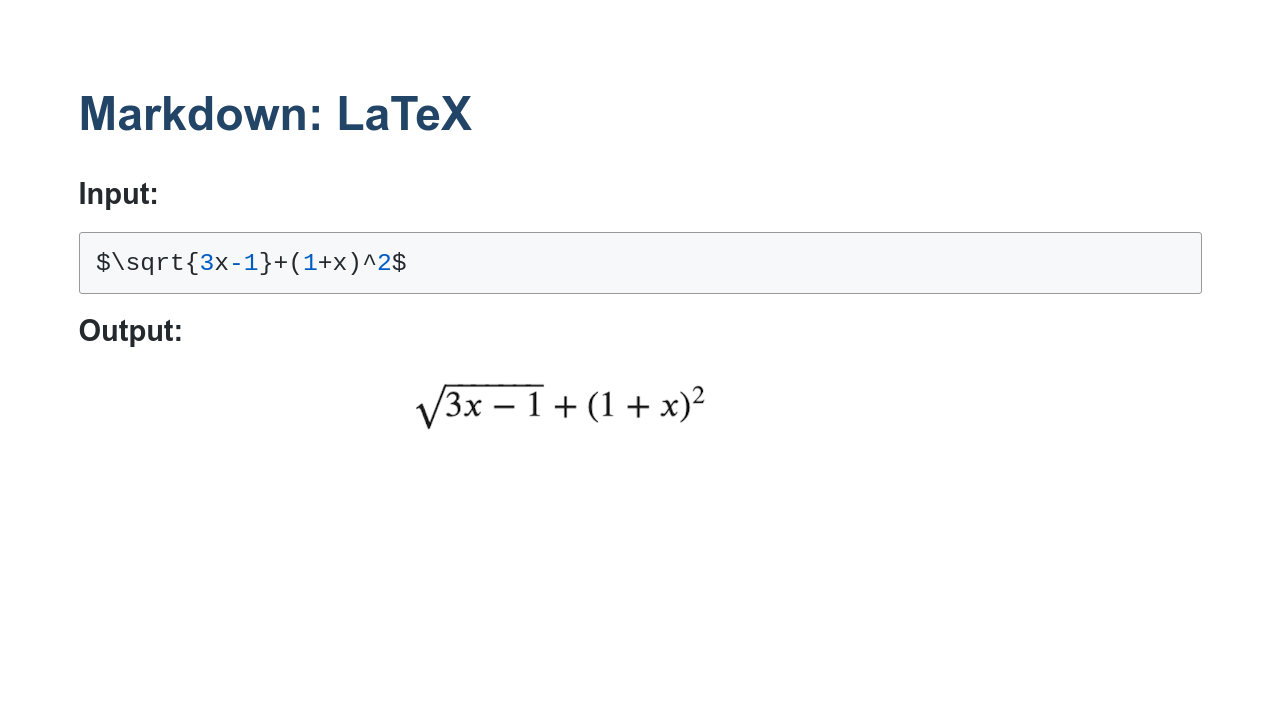 Markdown: LaTeX
Input:
$\sqrt{3x-1}+(1+x)^2$
Output:
√3x − 1 + (1 + x)²